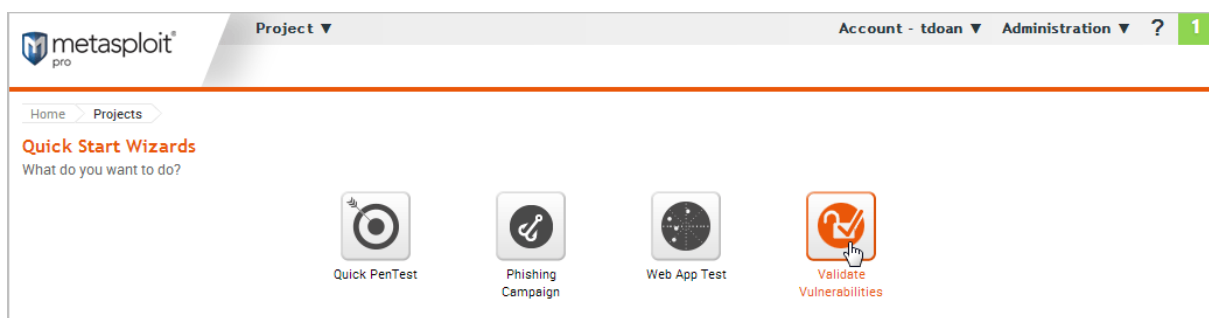 metasploit®
pro
Project ▼
Account - tdoan ▼
Administration ▼
?
1
Home
Projects
Quick Start Wizards
What do you want to do?
Quick PenTest
Phishing
Campaign
Web App Test
Validate
Vulnerabilities